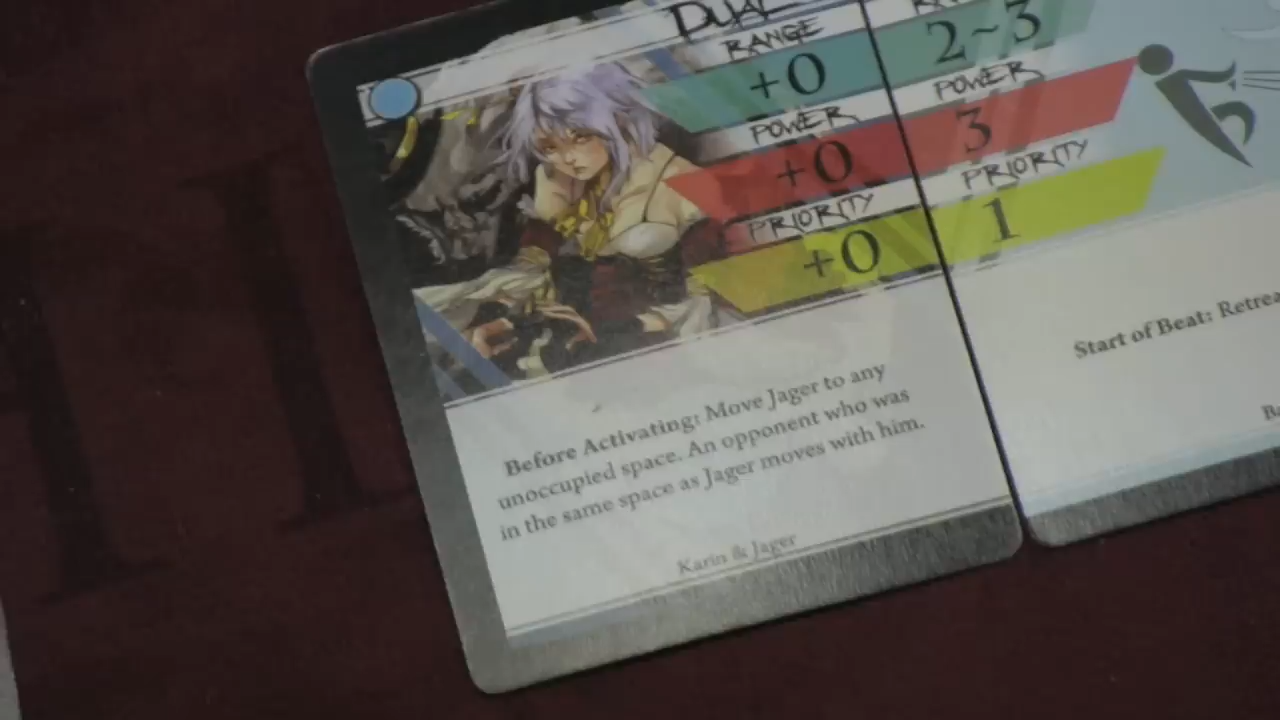 DUAL
RANGE
+0
POWER
+0
PRIORITY
+0
Before Activating: Move Jager to any
unoccupied space. An opponent who was
in the same space as Jager moves with him.
Karin & Jager
2~3
POWER
3
PRIORITY
1
Start of Beat: